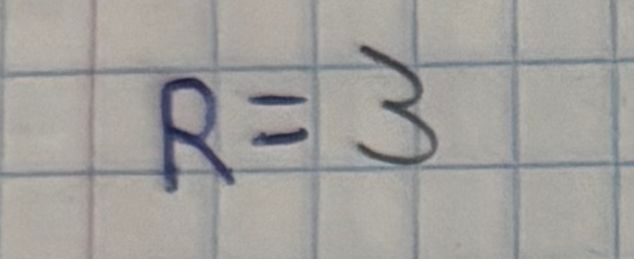 R = 3